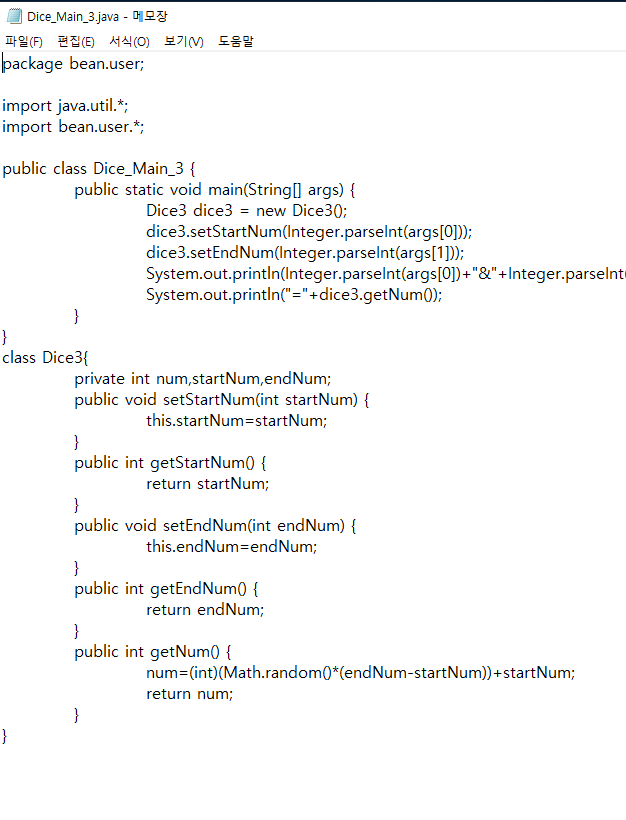 Dice_Main_3.java - 메모장
파일(F) 편집(E) 서식(O) 보기(V) 도움말
package bean.user;
import java.util.*;
import bean.user.*;
public class Dice_Main_3 {
public static void main(String[] args) {
Dice3 dice3 = new Dice3();
dice3.setStartNum(Integer.parseInt(args[0]));
dice3.setEndNum(Integer.parseInt(args[1]));
System.out.println(Integer.parseInt(args[0])+"&"+Integer.parseInt(
System.out.println("="+dice3.getNum());
}
}
class Dice3{
private int num,startNum,endNum;
public void setStartNum(int startNum) {
this.startNum=startNum;
}
public int getStartNum() {
return startNum;
}
public void setEndNum(int endNum) {
this.endNum=endNum;
}
public int getEndNum() {
return endNum;
}
public int getNum() {
num=(int)(Math.random()*(endNum-startNum))+startNum;
return num;
}
}